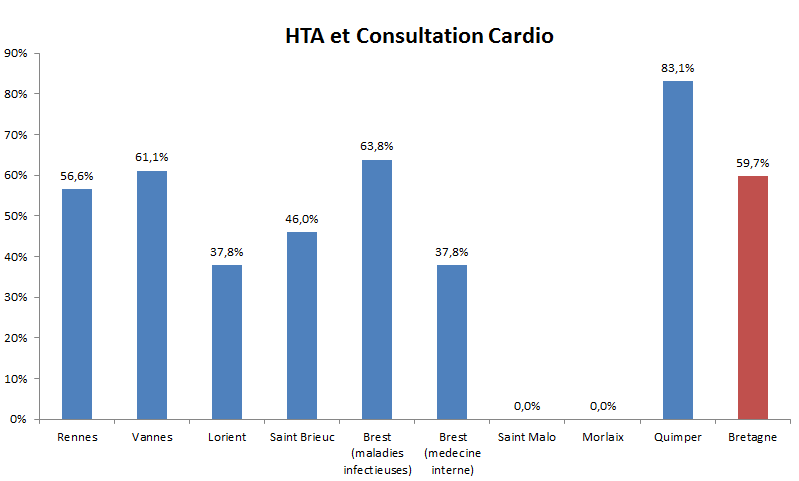 HTA et Consultation Cardio
90%
80%
70%
60%
50%
40%
30%
20%
10%
0%
56,6%
61,1%
37,8%
46,0%
63,8%
37,8%
0,0%
0,0%
83,1%
59,7%
Rennes
Vannes
Lorient
Saint Brieuc
Brest
(maladies
infectieuses)
Brest
(medecine
interne)
Saint Malo
Morlaix
Quimper
Bretagne